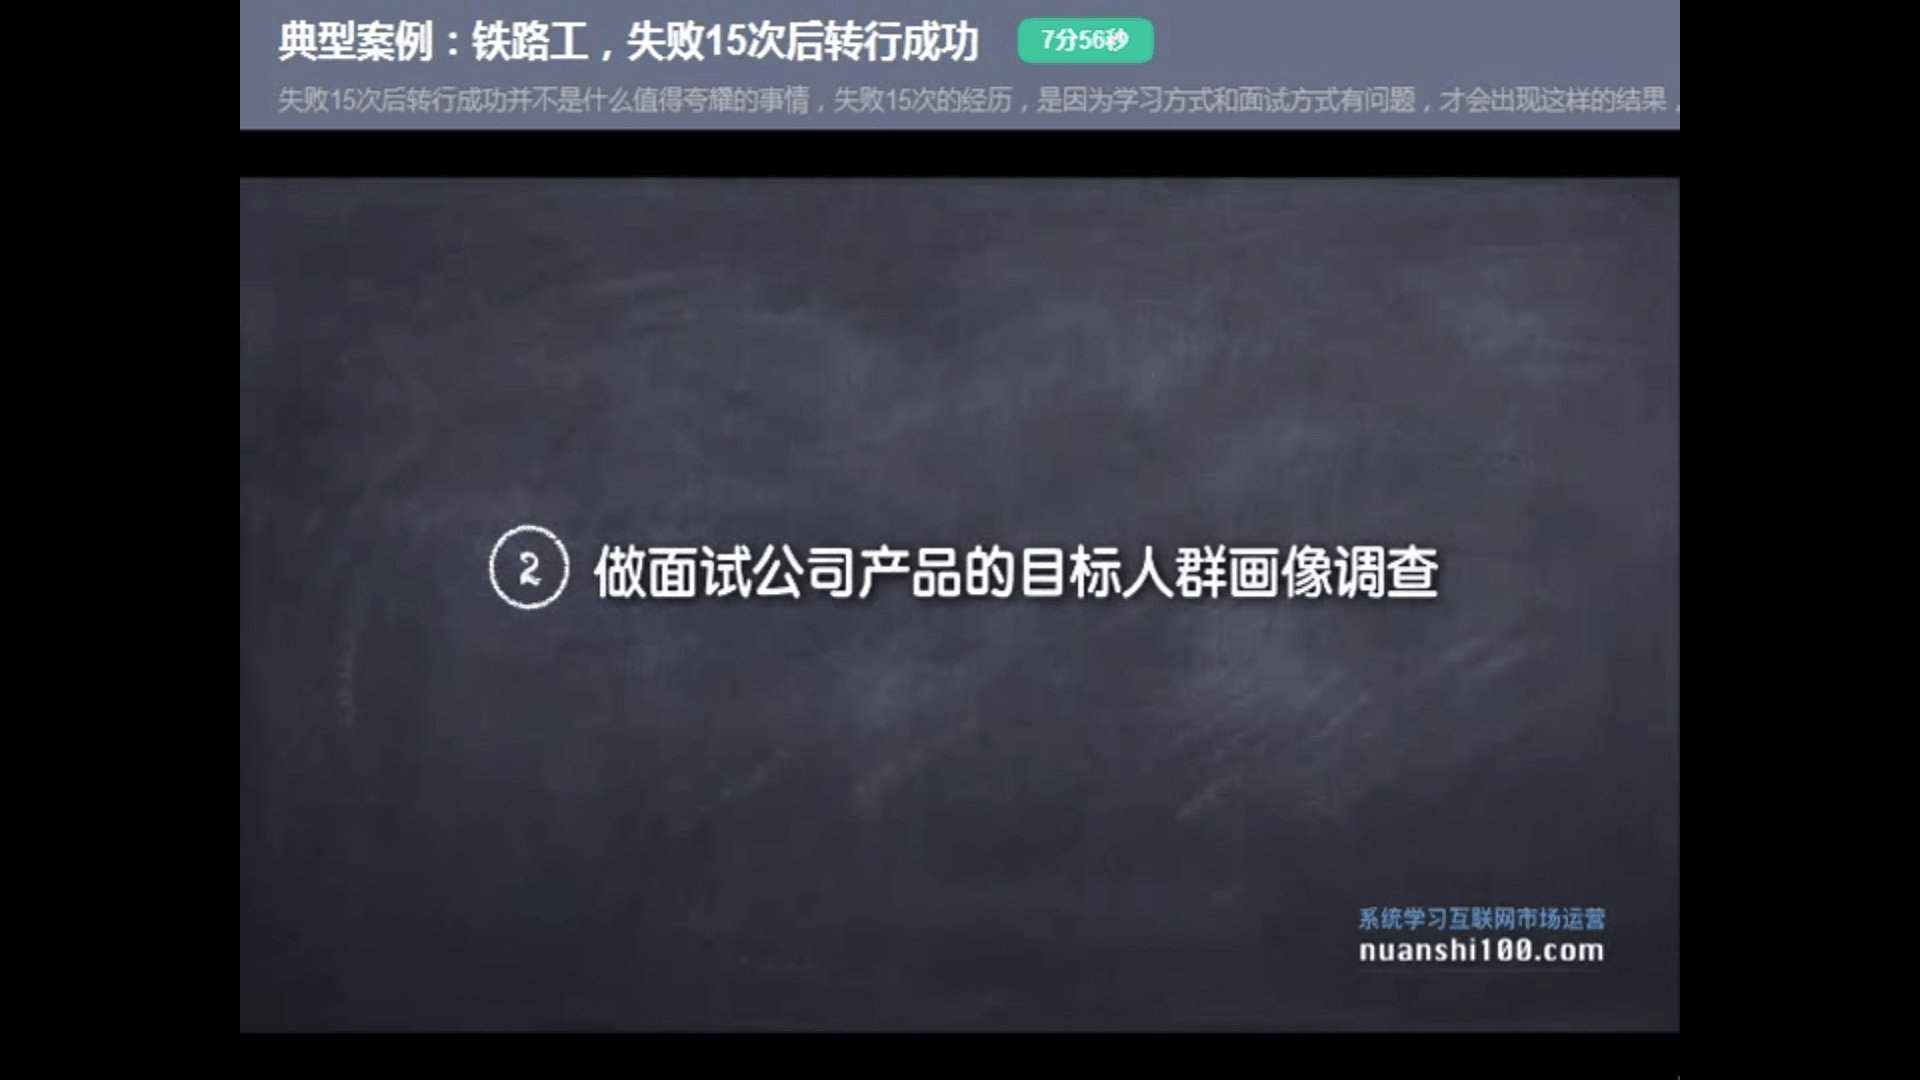 典型案例：铁路工，失败15次后转行成功
7分56秒
失败15次后转行成功并不是什么值得夸耀的事情，失败15次的经历，是因为学习方式和面试方式有问题，才会出现这样的结果，
② 做面试公司产品的目标人群画像调查
系统学习互联网市场运营
nuanshi100.com